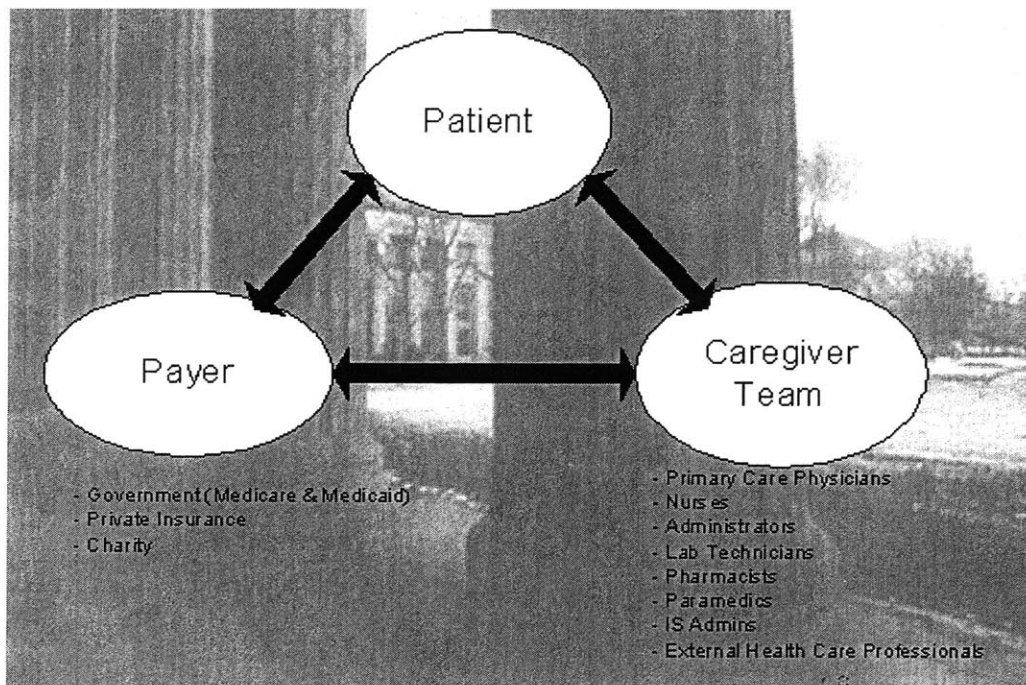 Patient
Payer
Caregiver
Team
- Government (Medicare & Medicaid)
- Private Insurance
- Charity
- Primary Care Physicians
- Nurses
- Administrators
- Lab Technicians
- Pharmacists
- Paramedics
- IS Admins
- External Health Care Professionals